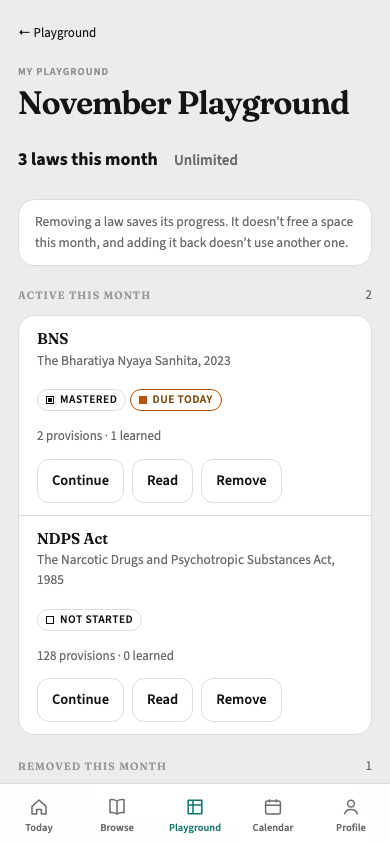 ← Playground
MY PLAYGROUND
November Playground
3 laws this month Unlimited
Removing a law saves its progress. It doesn’t free a space
this month, and adding it back doesn’t use another one.
ACTIVE THIS MONTH 2
BNS
The Bharatiya Nyaya Sanhita, 2023
MASTERED DUE TODAY
2 provisions · 1 learned
Continue Read Remove
NDPS Act
The Narcotic Drugs and Psychotropic Substances Act,
1985
NOT STARTED
128 provisions · 0 learned
Continue Read Remove
REMOVED THIS MONTH 1
Today Browse Playground Calendar Profile